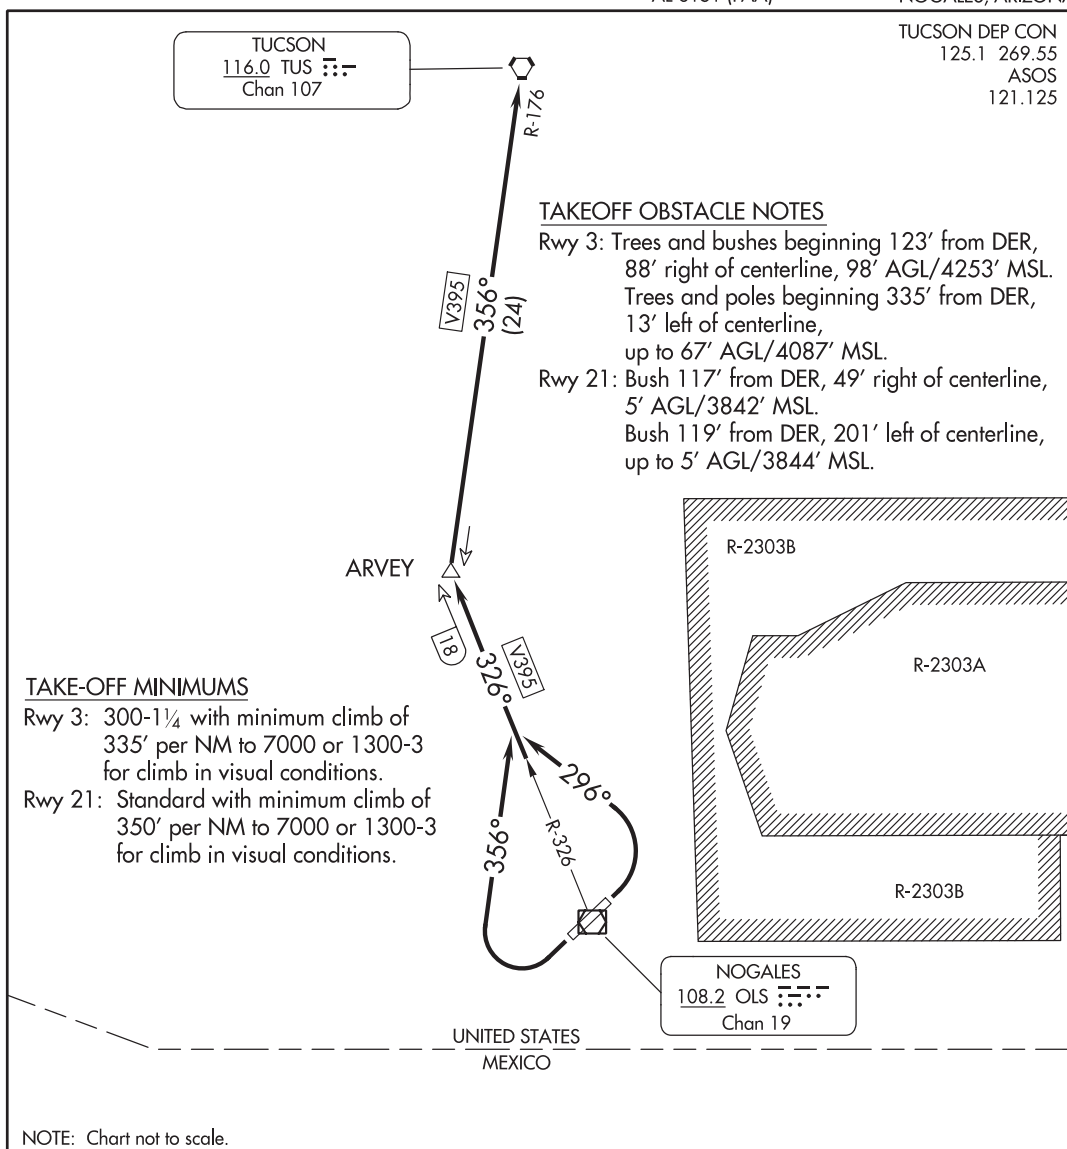 TUCSON DEP CON
125.1 269.55
ASOS
121.125
TUCSON
116.0 TUS
Chan 107
R-176
TAKEOFF OBSTACLE NOTES
Rwy 3: Trees and bushes beginning 123' from DER,
88' right of centerline, 98' AGL/4253' MSL.
Trees and poles beginning 335' from DER,
13' left of centerline,
up to 67' AGL/4087' MSL.
Rwy 21: Bush 117' from DER, 49' right of centerline,
5' AGL/3842' MSL.
Bush 119' from DER, 201' left of centerline,
up to 5' AGL/3844' MSL.
V395
356°
(24)
ARVEY
18
326°
V395
R-2303B
R-2303A
R-2303B
TAKE-OFF MINIMUMS
Rwy 3: 300-1¼ with minimum climb of
335' per NM to 7000 or 1300-3
for climb in visual conditions.
Rwy 21: Standard with minimum climb of
350' per NM to 7000 or 1300-3
for climb in visual conditions.
296°
356°
R-326
NOGALES
108.2 OLS
Chan 19
UNITED STATES
MEXICO
NOTE: Chart not to scale.